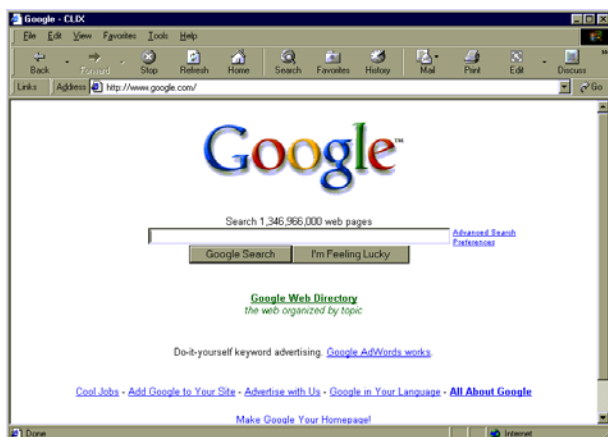 Google - CLIX
File Edit View Favorites Tools Help
Back Forward Stop Refresh Home Search Favorites History Mail Print Edit Discuss
Links Address http://www.google.com/ Go
Google™
Search 1,346,966,000 web pages
Advanced Search
Preferences
Google Search I'm Feeling Lucky
Google Web Directory
the web organized by topic
Do-it-yourself keyword advertising. Google AdWords works.
Cool Jobs - Add Google to Your Site - Advertise with Us - Google in Your Language - All About Google
Make Google Your Homepage!
Done Internet